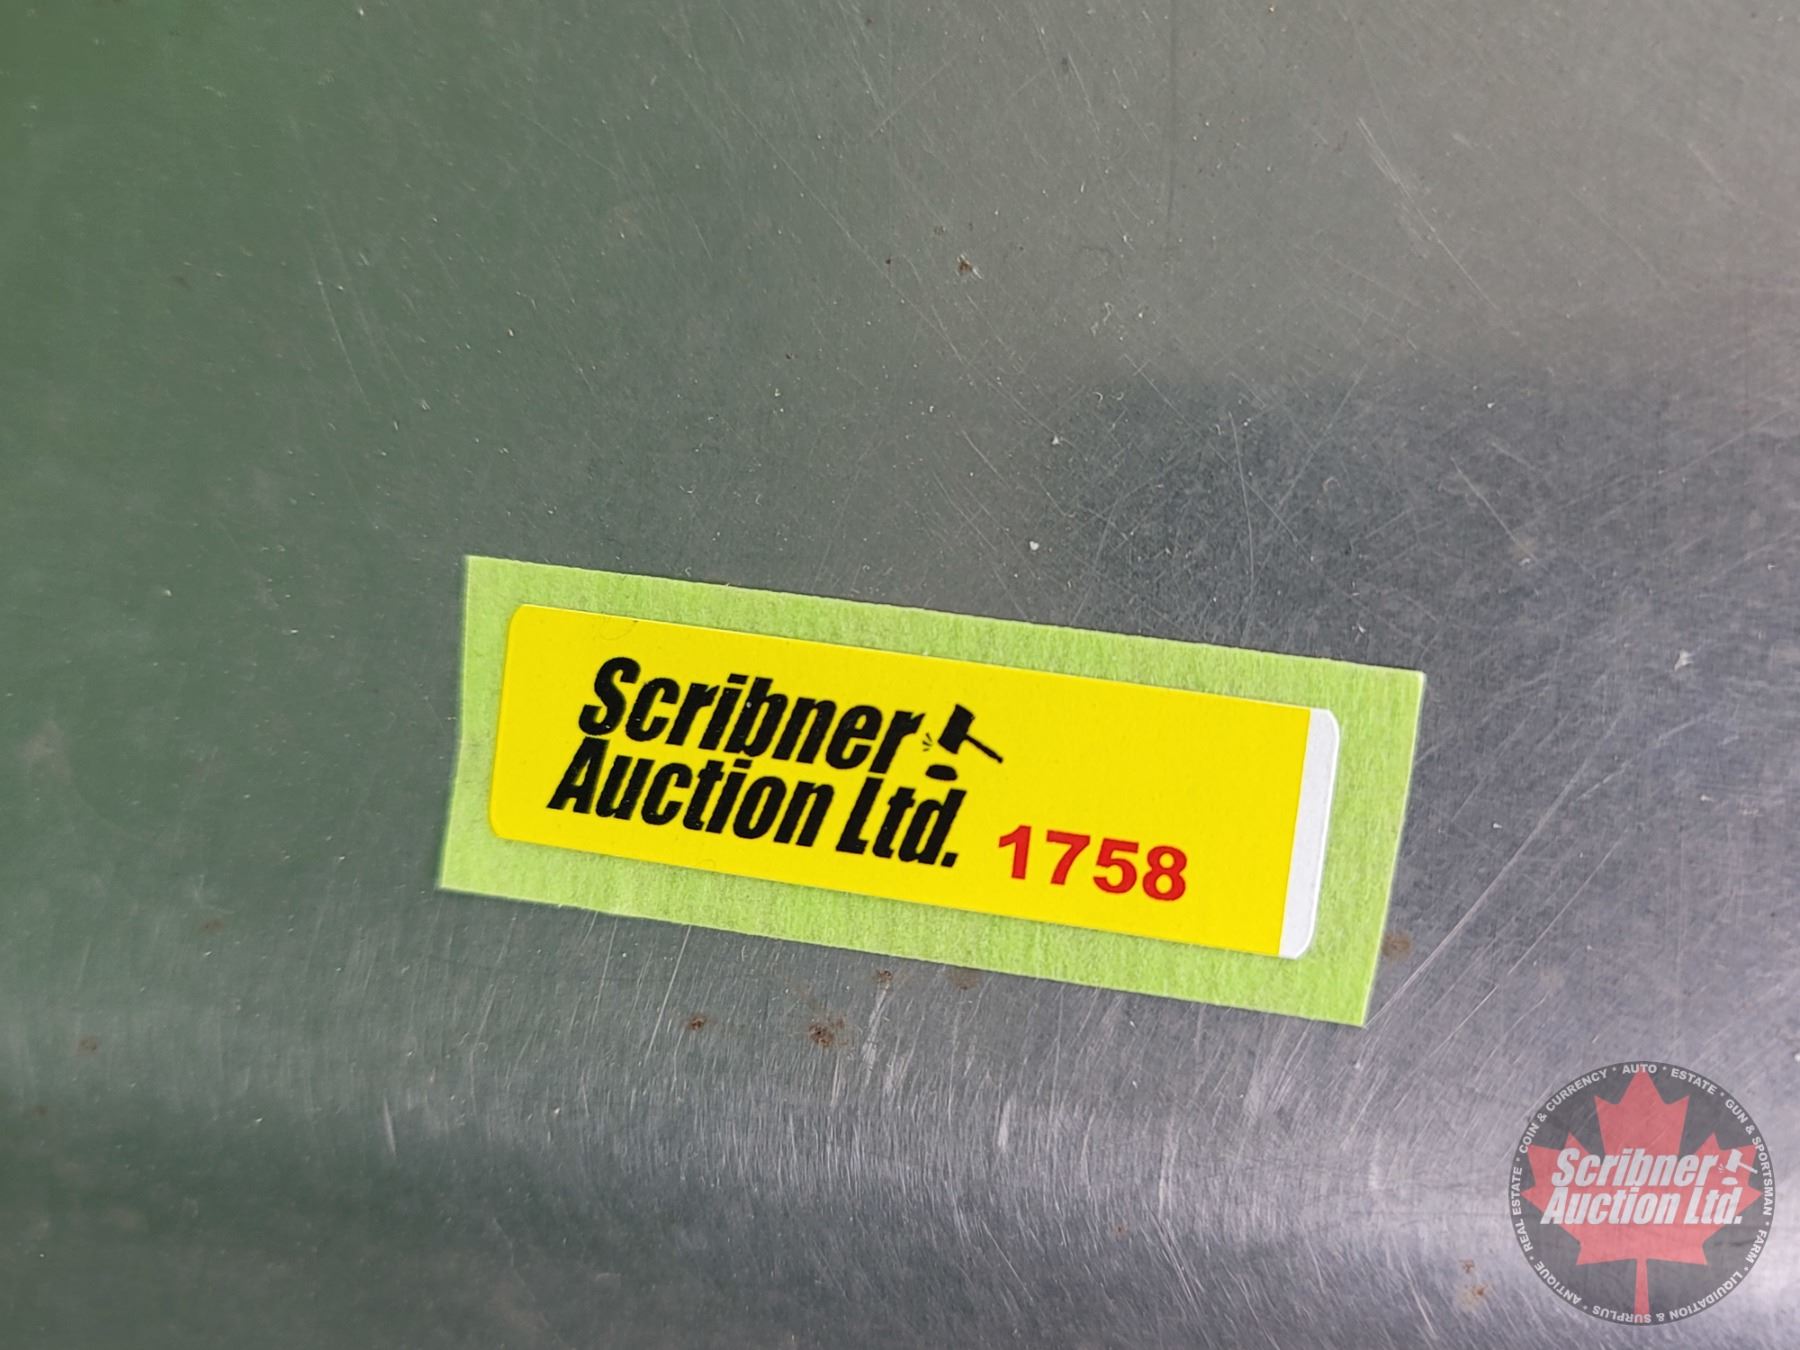 Scribner
Auction Ltd.
1758
COIN & CURRENCY * AUTO * ESTATE * GUN & SPORTSMAN * FARM * LIQUIDATION & SURPLUS * ANTIQUE * REAL ESTATE *
Scribner
Auction Ltd.